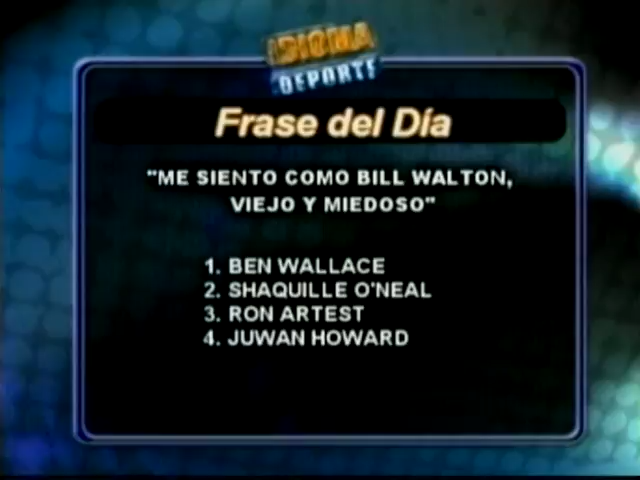 IDIOMA
DEPORTE
Frase del Día
"ME SIENTO COMO BILL WALTON,
VIEJO Y MIEDOSO"
1. BEN WALLACE
2. SHAQUILLE O'NEAL
3. RON ARTEST
4. JUWAN HOWARD